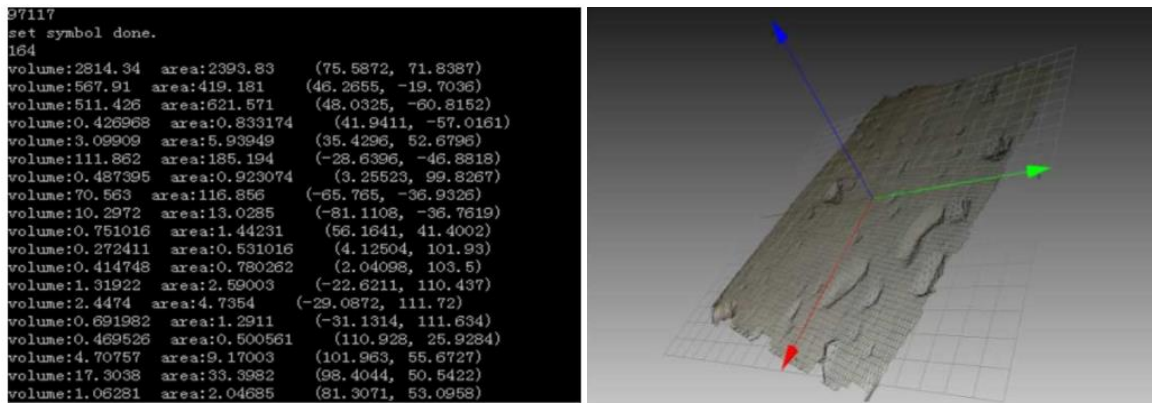 97117
set symbol done.
164
volume:2814.34 area:2393.83 (75.5872, 71.8387)
volume:567.91 area:419.181 (46.2655, -19.7036)
volume:511.426 area:621.571 (48.0325, -60.8152)
volume:0.426968 area:0.833174 (41.9411, -57.0161)
volume:3.09909 area:5.93949 (35.4296, 52.6796)
volume:111.862 area:185.194 (-28.6396, -46.8818)
volume:0.487395 area:0.923074 (3.25523, 99.8267)
volume:70.563 area:116.856 (-65.765, -36.9326)
volume:10.2972 area:13.0285 (-81.1108, -36.7619)
volume:0.751016 area:1.44231 (56.1641, 41.4002)
volume:0.272411 area:0.531016 (4.12504, 101.93)
volume:0.414748 area:0.780262 (2.04098, 103.5)
volume:1.31922 area:2.59003 (-22.6211, 110.437)
volume:2.4474 area:4.7354 (-29.0872, 111.72)
volume:0.691982 area:1.2911 (-31.1314, 111.634)
volume:0.469526 area:0.500561 (110.928, 25.9284)
volume:4.70757 area:9.17003 (101.963, 55.6727)
volume:17.3038 area:33.3982 (98.4044, 50.5422)
volume:1.06281 area:2.04685 (81.3071, 53.0958)